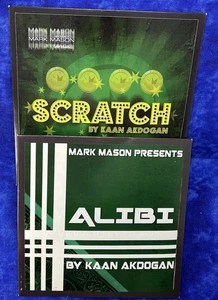 MARK MASON
SCRATCH
BY KAAN AKDOGAN
MARK MASON PRESENTS
ALIBI
BY KAAN AKDOGAN